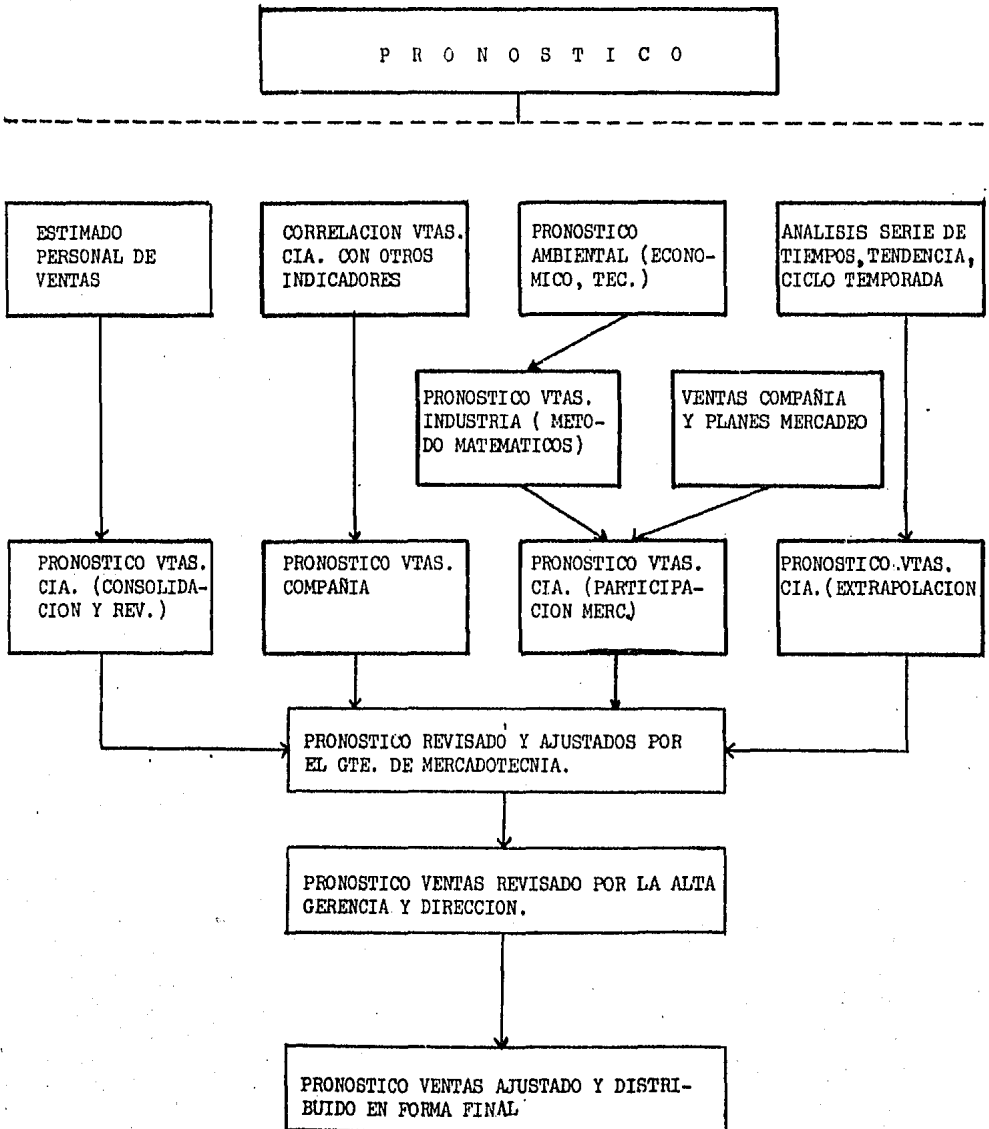 P R O N O S T I C O
ESTIMADO
PERSONAL DE
VENTAS
CORRELACION VTAS.
CIA. CON OTROS
INDICADORES
PRONOSTICO
AMBIENTAL (ECONO-
MICO, TEC.)
ANALISIS SERIE DE
TIEMPOS, TENDENCIA,
CICLO TEMPORADA
PRONOSTICO VTAS.
INDUSTRIA ( METO-
DO MATEMATICOS)
VENTAS COMPAÑIA
Y PLANES MERCADEO
PRONOSTICO VTAS.
CIA. (CONSOLIDA-
CION Y REV.)
PRONOSTICO VTAS.
COMPAÑIA
PRONOSTICO VTAS.
CIA. (PARTICIPA-
CION MERC.)
PRONOSTICO VTAS.
CIA. (EXTRAPOLACION
PRONOSTICO REVISADO Y AJUSTADOS POR
EL GTE. DE MERCADOTECNIA.
PRONOSTICO VENTAS REVISADO POR LA ALTA
GERENCIA Y DIRECCION.
PRONOSTICO VENTAS AJUSTADO Y DISTRI-
BUIDO EN FORMA FINAL